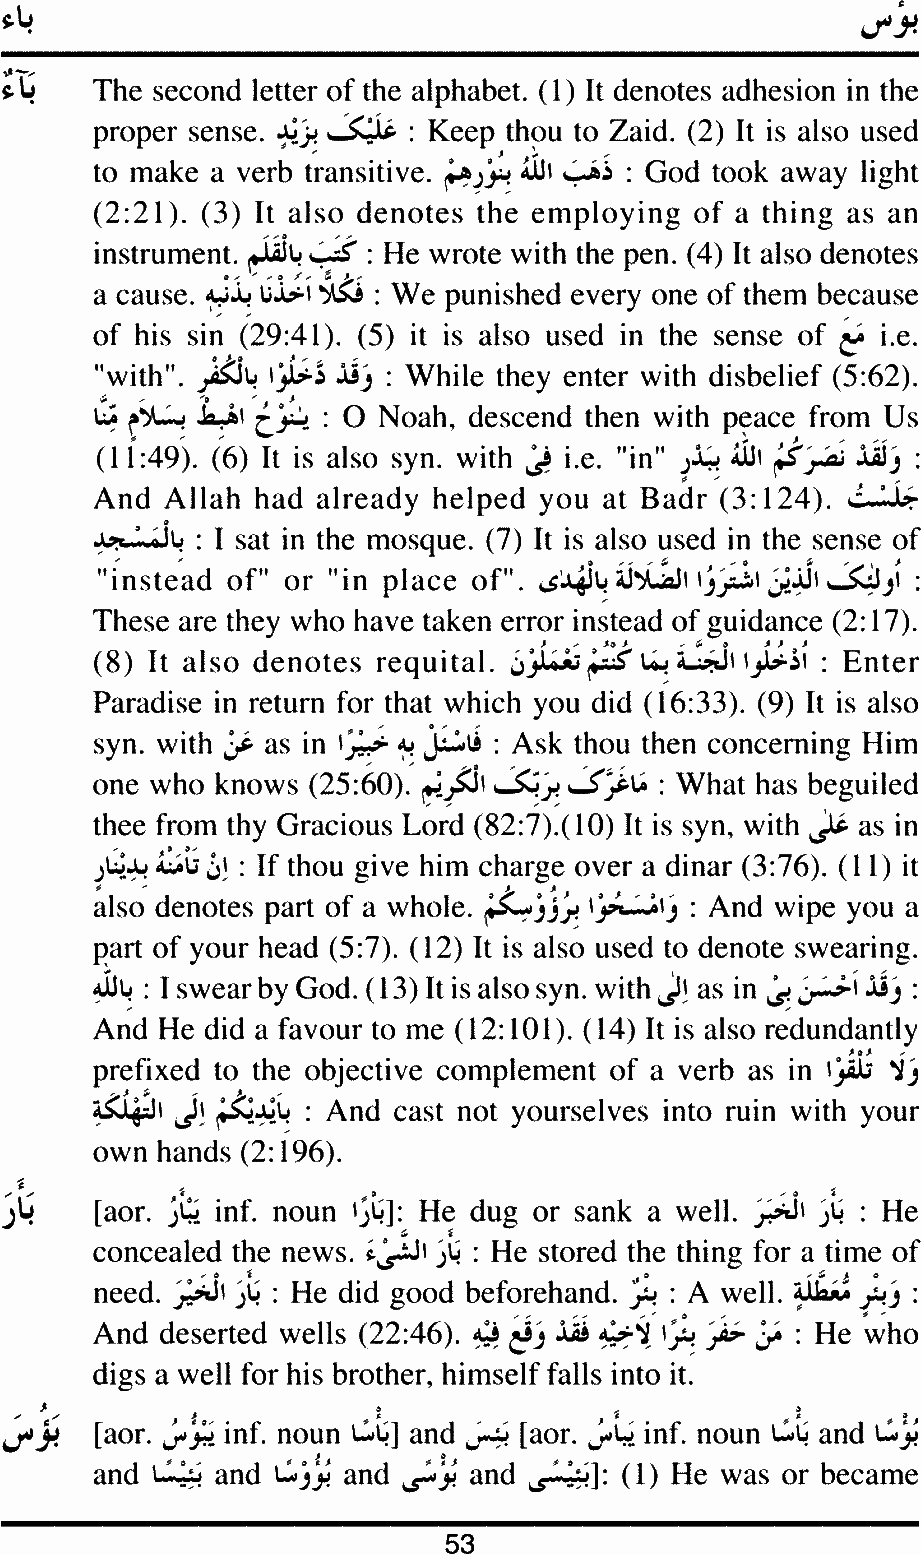 باء بؤس
بَآءٌ The second letter of the alphabet. (1) It denotes adhesion in the
proper sense. عَلَيْكَ بِزَيْدٍ : Keep thou to Zaid. (2) It is also used
to make a verb transitive. ذَهَبَ اللّٰهُ بِنُوْرِهِمْ : God took away light
(2:21). (3) It also denotes the employing of a thing as an
instrument. كَتَبَ بِالْقَلَمِ : He wrote with the pen. (4) It also denotes
a cause. فَكُلاًّ اَخَذْنَا بِذَنْبِهٖ : We punished every one of them because
of his sin (29:41). (5) it is also used in the sense of مَعَ i.e.
"with". وَقَدْ دَّخَلُوْا بِالْكُفْرِ : While they enter with disbelief (5:62).
يٰنُوْحُ اهْبِطْ بِسَلاَمٍ مِّنَّا : O Noah, descend then with peace from Us
(11:49). (6) It is also syn. with فِیْ i.e. "in" وَلَقَدْ نَصَرَكُمُ اللّٰهُ بِبَدْرٍ :
And Allah had already helped you at Badr (3:124). جَلَسْتُ
بِالْمَسْجِدِ : I sat in the mosque. (7) It is also used in the sense of
"instead of" or "in place of". اُولٰئِكَ الَّذِيْنَ اشْتَرَوُا الضَّلاَلَةَ بِالْهُدٰى :
These are they who have taken error instead of guidance (2:17).
(8) It also denotes requital. اُدْخُلُوا الْجَنَّةَ بِمَا كُنْتُمْ تَعْمَلُوْنَ : Enter
Paradise in return for that which you did (16:33). (9) It is also
syn. with عَنْ as in فَاسْئَلْ بِهٖ خَبِيْرًا : Ask thou then concerning Him
one who knows (25:60). مَاغَرَّكَ بِرَبِّكَ الْكَرِيْمِ : What has beguiled
thee from thy Gracious Lord (82:7).(10) It is syn, with عَلٰى as in
اِنْ تَاْمَنْهُ بِدِيْنَارٍ : If thou give him charge over a dinar (3:76). (11) it
also denotes part of a whole. وَامْسَحُوْا بِرُؤُوْسِكُمْ : And wipe you a
part of your head (5:7). (12) It is also used to denote swearing.
بِاللّٰهِ : I swear by God. (13) It is also syn. with اِلٰى as in وَقَدْ اَحْسَنَ بِیْ :
And He did a favour to me (12:101). (14) It is also redundantly
prefixed to the objective complement of a verb as in وَلَا تُلْقُوْا
بِاَيْدِيْكُمْ اِلَى التَّهْلُكَةِ : And cast not yourselves into ruin with your
own hands (2:196).
بَأَرَ [aor. يَبْأَرُ inf. noun بَأْرًا]: He dug or sank a well. بَأَرَ الْخَبَرَ : He
concealed the news. بَأَرَ الشَّیْءَ : He stored the thing for a time of
need. بَأَرَ الْخَيْرَ : He did good beforehand. بِئْرٌ : A well. وَبِئْرٍ مُّعَطَّلَةٍ :
And deserted wells (22:46). مَنْ حَفَرَ بِئْرًا لِاَخِيْهِ فَقَدْ وَقَعَ فِيْهِ : He who
digs a well for his brother, himself falls into it.
بَؤُسَ [aor. يَبْؤُسُ inf. noun بَأْسًا] and بَئِسَ [aor. يَبْأَسُ inf. noun بَأْسًا and بُؤْسًا
and بَئِيْسًا and بُؤُوْسًا and بُؤْسٰى and بَئِيْسٰى]: (1) He was or became
53